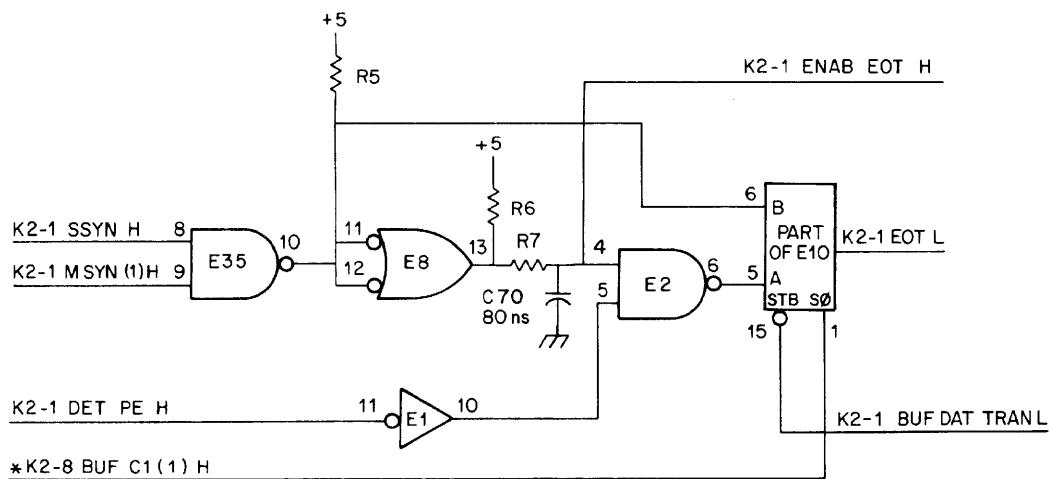 +5
R5
K2-1 ENAB EOT H
+5
R6
6
B
K2-1 SSYN H
8
10
11
13
R7
4
PART
OF E10
K2-1 EOT L
E35
E8
6
5
A
K2-1 MSYN (1) H
9
12
C70
80 ns
5
E2
STB
SØ
15
1
K2-1 DET PE H
11
E1
10
K2-1 BUF DAT TRAN L
*K2-8 BUF C1 (1) H